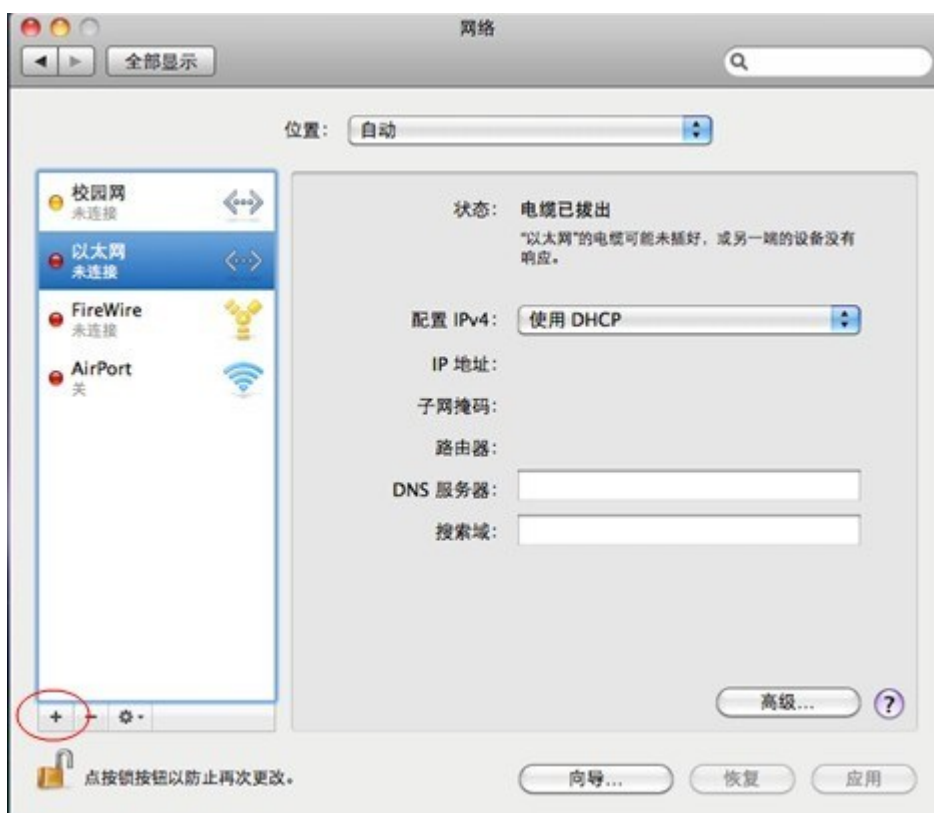 网络
全部显示
位置: 自动
校园网
未连接
以太网
未连接
FireWire
未连接
AirPort
关
状态: 电缆已拔出
“以太网”的电缆可能未插好，或另一端的设备没有
响应。
配置 IPv4: 使用 DHCP
IP 地址:
子网掩码:
路由器:
DNS 服务器:
搜索域:
高级...
?
+ − 
点按锁按钮以防止再次更改。
向导...
恢复
应用